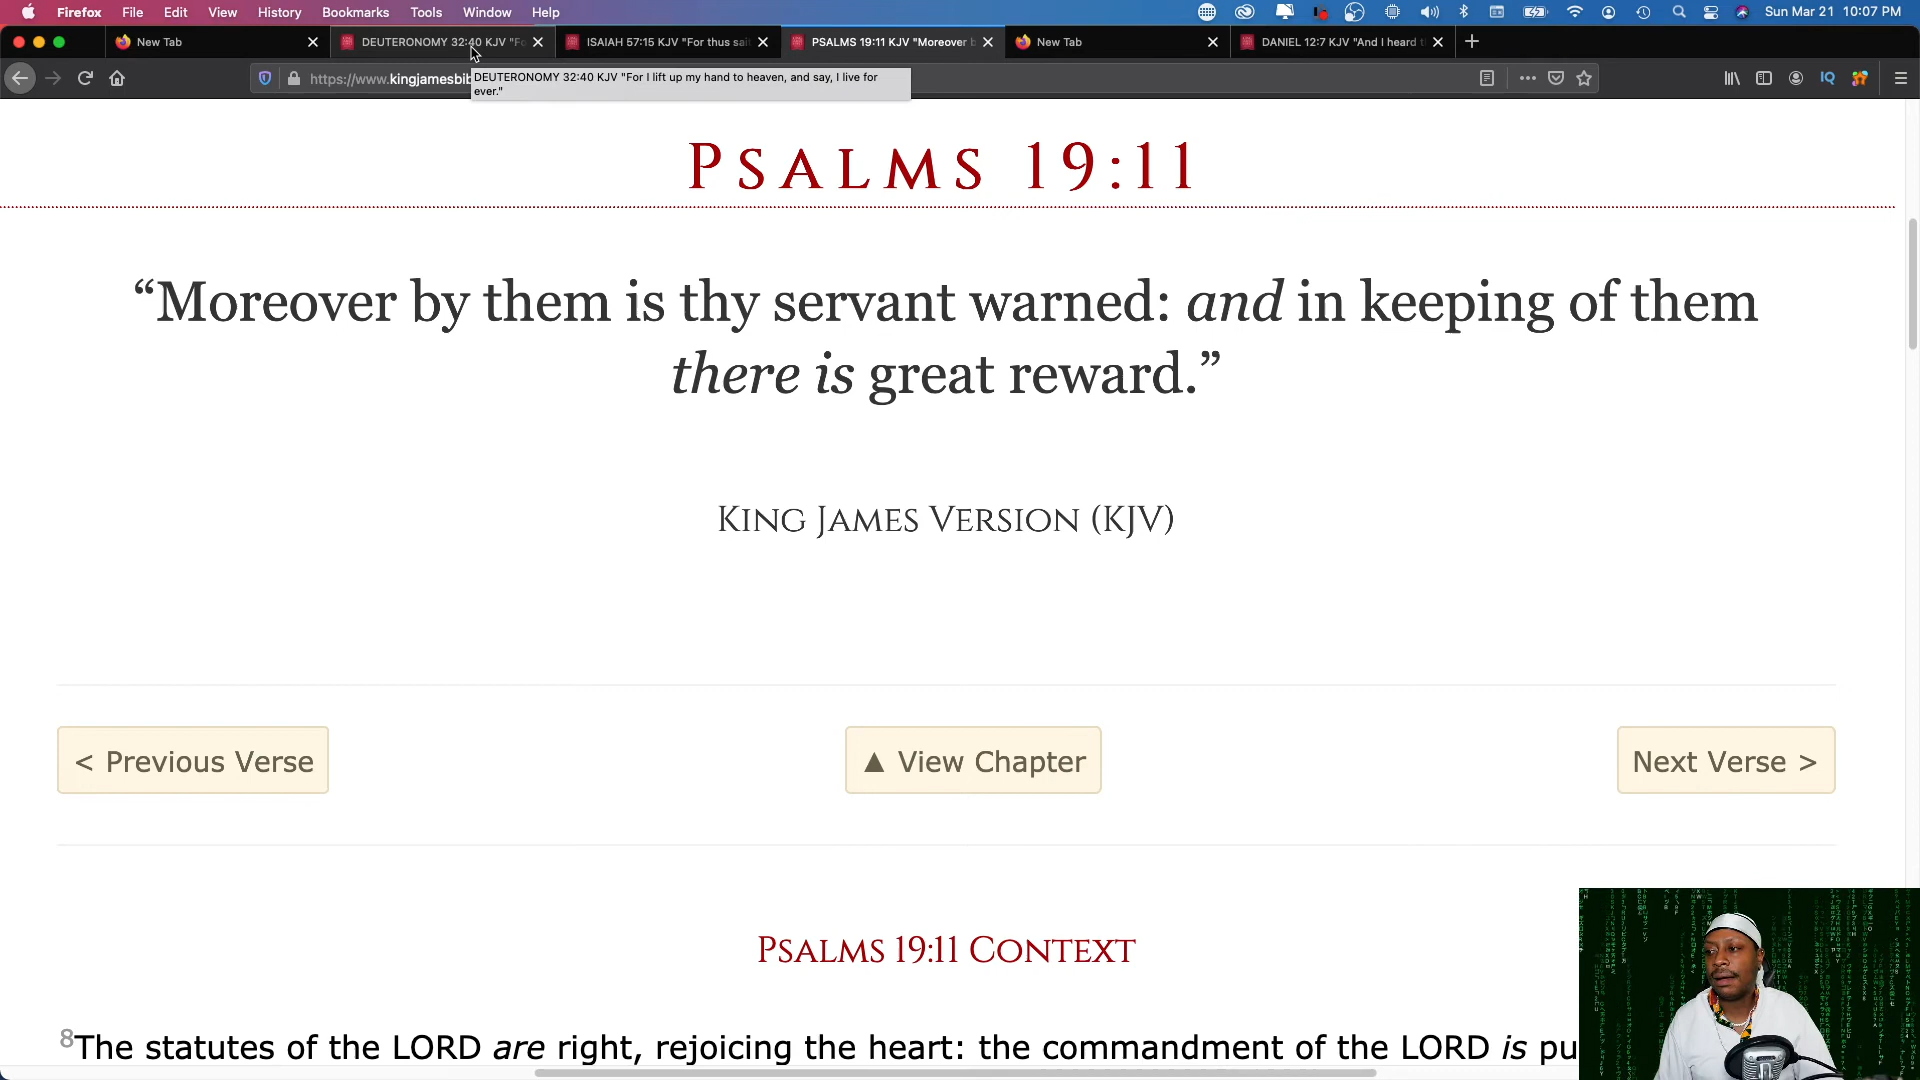 Firefox File Edit View History Bookmarks Tools Window Help Sun Mar 21 10:07 PM
New Tab DEUTERONOMY 32:40 KJV "Fo ISAIAH 57:15 KJV "For thus sait PSALMS 19:11 KJV "Moreover b New Tab DANIEL 12:7 KJV "And I heard t
https://www.kingjamesbib IQ
DEUTERONOMY 32:40 KJV "For I lift up my hand to heaven, and say, I live for
ever."
PSALMS 19:11
“Moreover by them is thy servant warned: and in keeping of them
there is great reward.”
KING JAMES VERSION (KJV)
< Previous Verse ▲ View Chapter Next Verse >
PSALMS 19:11 CONTEXT
8The statutes of the LORD are right, rejoicing the heart: the commandment of the LORD is pu